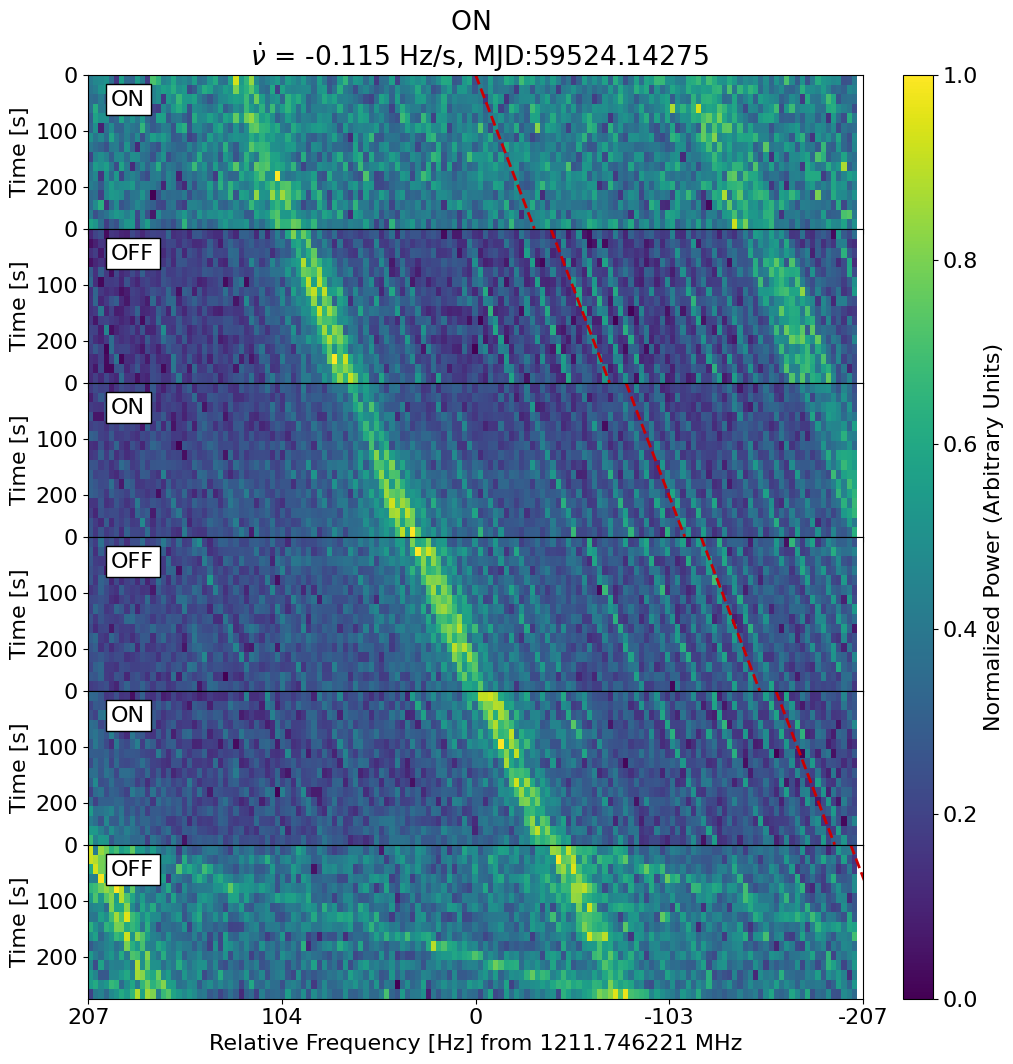 ON
ν̇ = -0.115 Hz/s, MJD:59524.14275
0
ON
100
Time [s]
200
0
OFF
100
Time [s]
200
0
ON
100
Time [s]
200
0
OFF
100
Time [s]
200
0
ON
100
Time [s]
200
0
OFF
100
Time [s]
200
207 104 0 -103 -207
Relative Frequency [Hz] from 1211.746221 MHz
1.0
0.8
0.6
0.4
0.2
0.0
Normalized Power (Arbitrary Units)